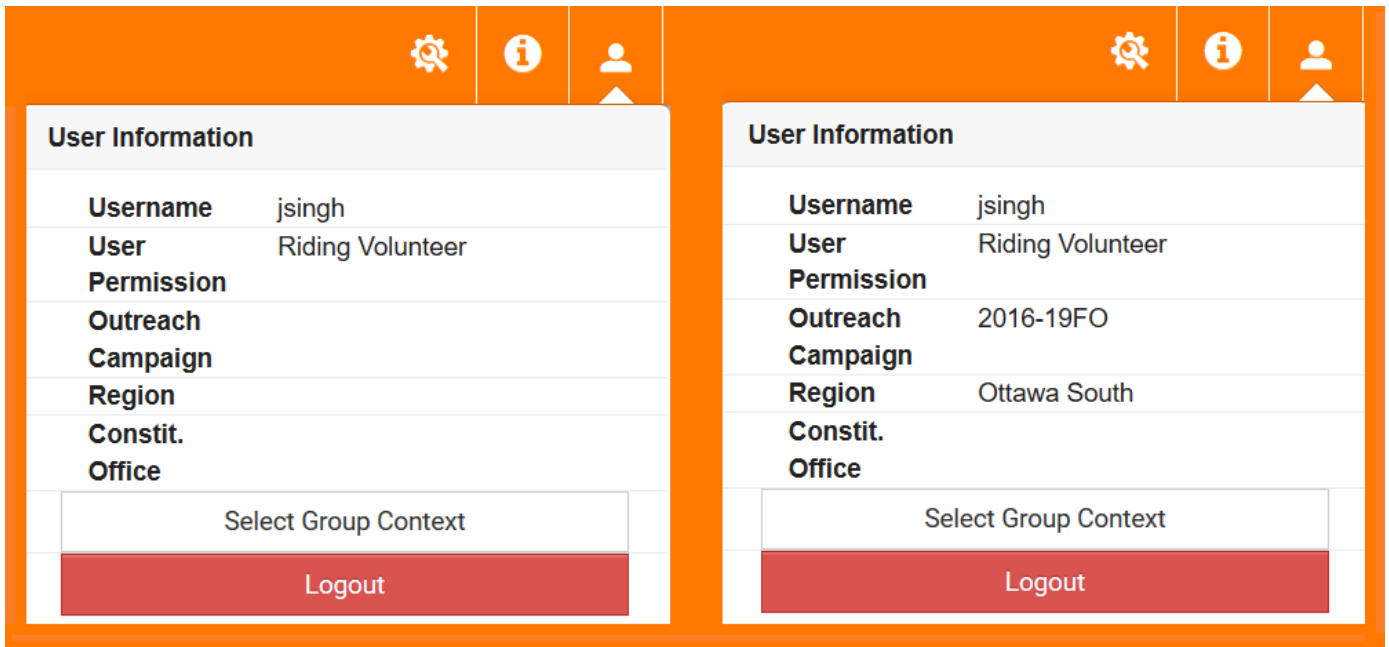 User Information
Username jsingh
User Riding Volunteer
Permission
Outreach
Campaign
Region
Constit.
Office
Select Group Context
Logout
User Information
Username jsingh
User Riding Volunteer
Permission
Outreach 2016-19FO
Campaign
Region Ottawa South
Constit.
Office
Select Group Context
Logout